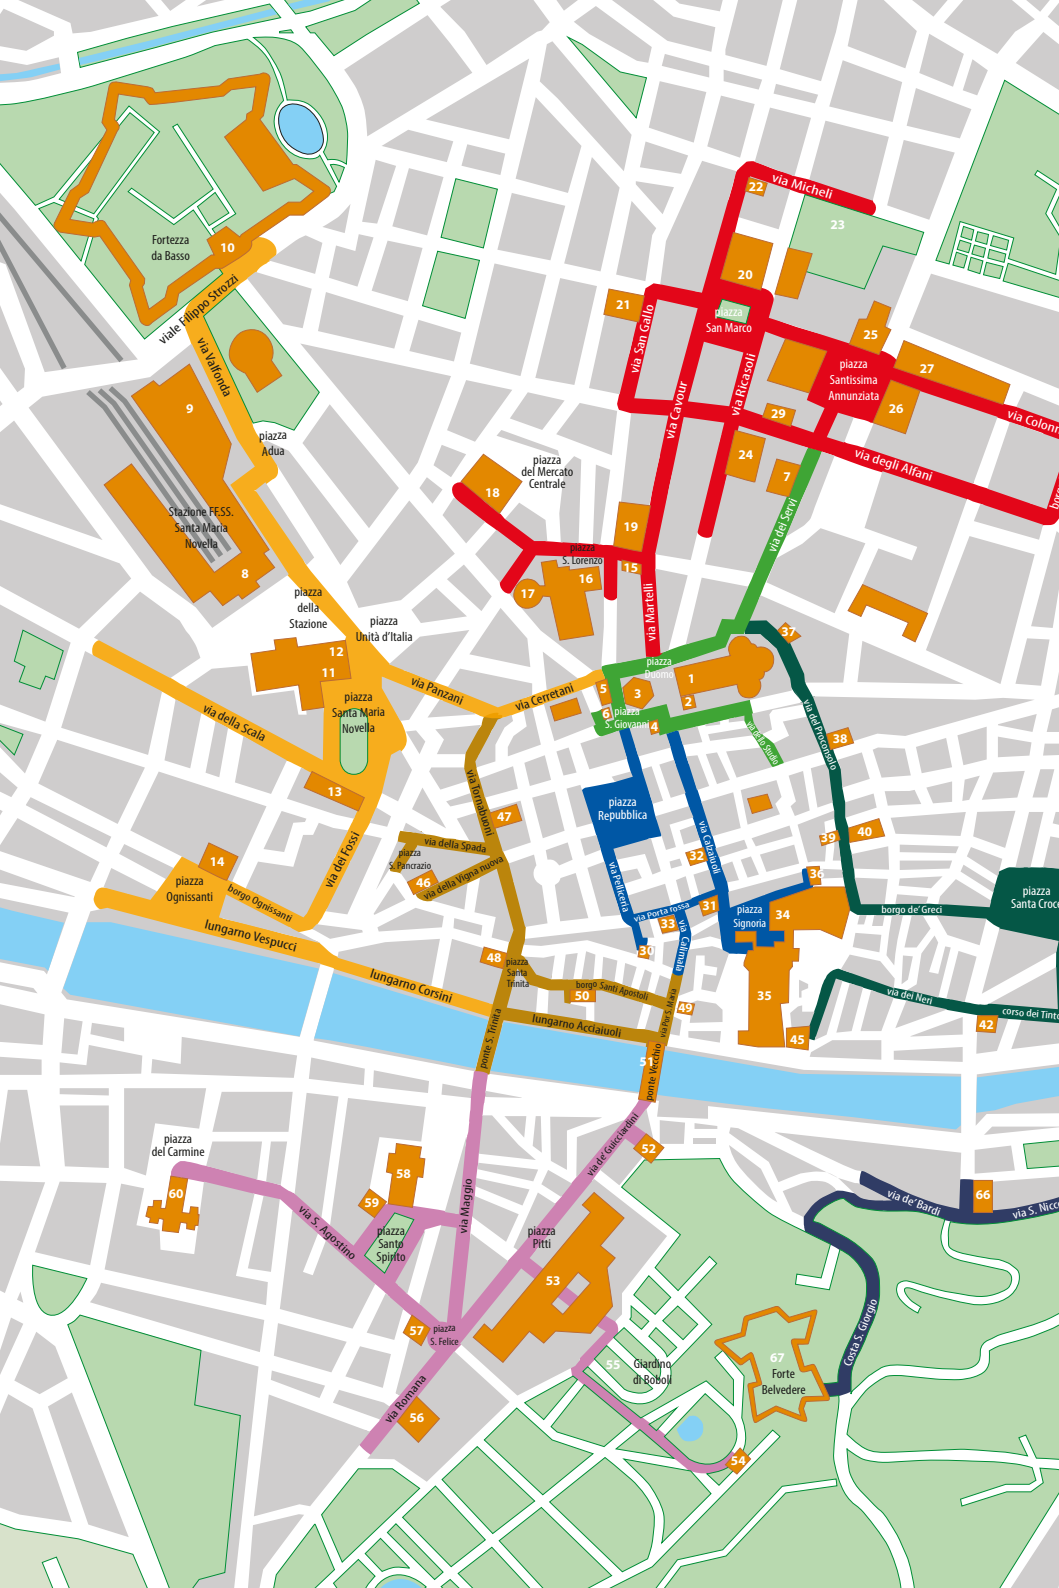 22
via Micheli
23
Fortezza
da Basso
10
20
viale Filippo Strozzi
21
piazza
San Marco
via San Gallo
25
via Valfonda
via Ricasoli
piazza
Santissima
Annunziata
27
9
via Cavour
26
29
via Colonn
piazza
Adua
24
via degli Alfani
7
piazza
del Mercato
Centrale
18
borg
Stazione FF.SS.
Santa Maria
Novella
19
via dei Servi
piazza
S. Lorenzo
15
8
16
17
piazza
della
Stazione
via Martelli
piazza
Unità d'Italia
37
12
11
piazza
Duomo
1
via Panzani
5
3
2
via Cerretani
piazza
Santa Maria
Novella
6
piazza
S. Giovanni
4
via dello Studio
via del Proconsolo
38
via della Scala
13
via Tornabuoni
47
piazza
Repubblica
39
40
via della Spada
piazza
S. Pancrazio
via Calzaiuoli
32
via dei Fossi
14
46
via della Vigna nuova
36
via Pelliceria
piazza
Ognissanti
borgo Ognissanti
piazza
Santa Croce
31
via Porta rossa
piazza
Signoria
34
borgo de' Greci
33
via Calimala
lungarno Vespucci
30
48
piazza
Santa
Trinita
lungarno Corsini
borgo Santi Apostoli
50
35
via dei Neri
49
via Por S. Maria
corso dei Tinto
42
lungarno Acciaiuoli
45
ponte S. Trinita
51
ponte Vecchio
piazza
del Carmine
via de' Guicciardini
52
58
60
59
66
via de' Bardi
via S. Nicc
via Maggio
via S. Agostino
piazza
Santo
Spirito
piazza
Pitti
53
57
piazza
S. Felice
Costa S. Giorgio
55
Giardino
di Boboli
67
Forte
Belvedere
via Romana
56
54